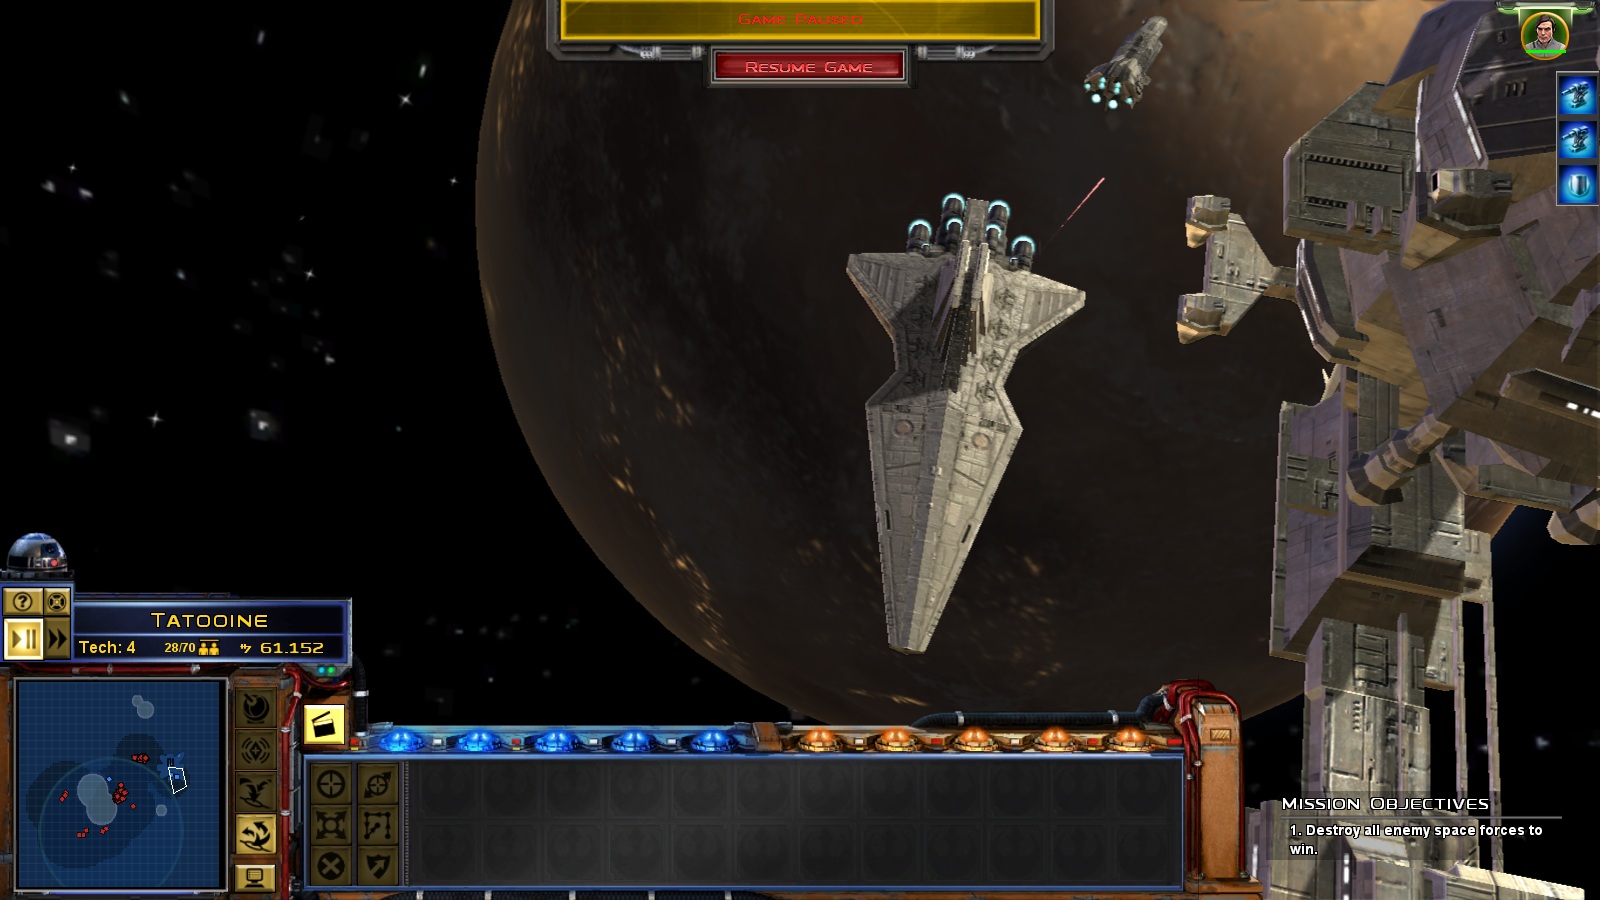 Game Paused
Resume Game
Tatooine
Tech: 4 28/70 61.152
?
Mission Objectives
1. Destroy all enemy space forces to
win.